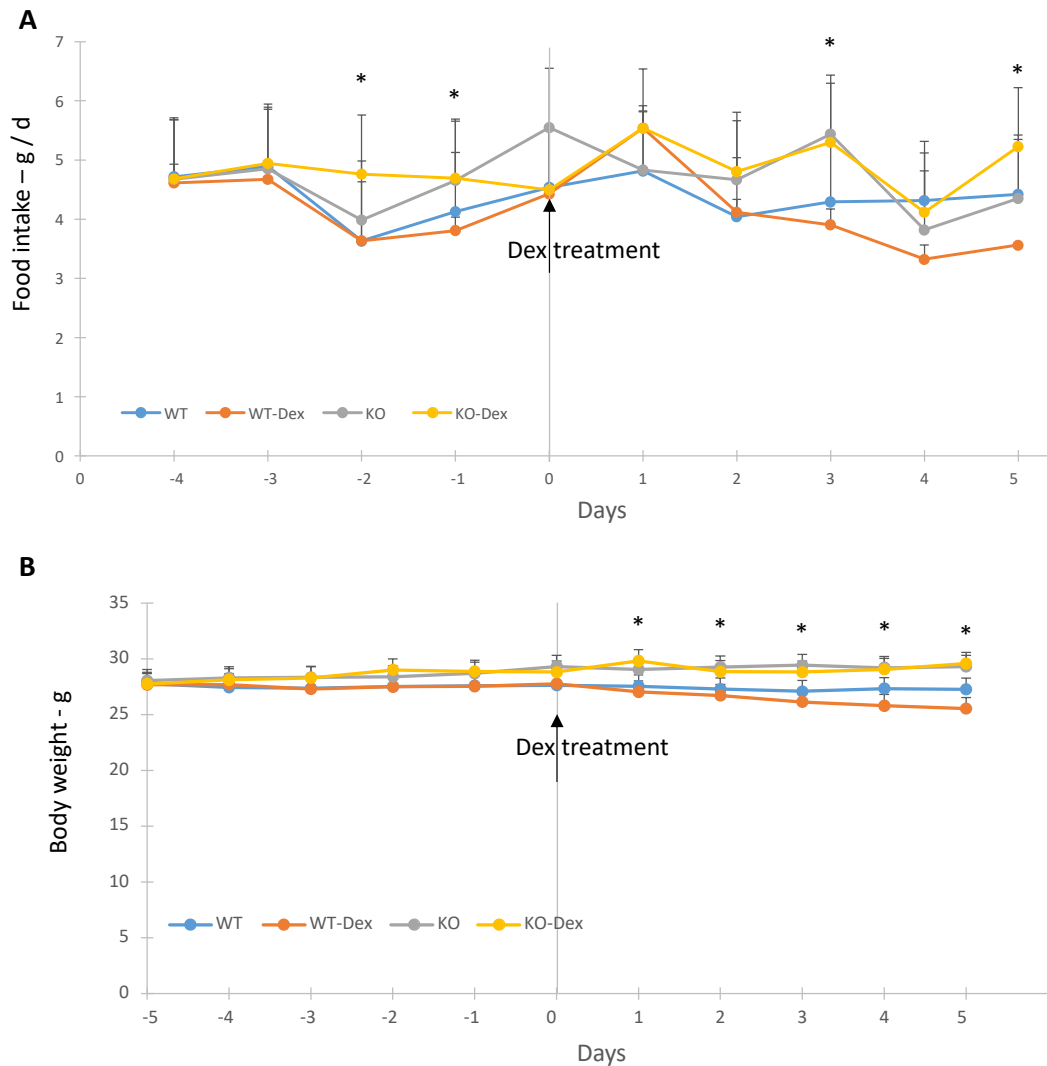 A
7
6
5
4
3
2
1
0
Food intake – g / d
* * * *
Dex treatment
WT WT-Dex KO KO-Dex
0 -4 -3 -2 -1 0 1 2 3 4 5
Days
B
35
30
25
20
15
10
5
0
Body weight - g
* * * * *
Dex treatment
WT WT-Dex KO KO-Dex
-5 -4 -3 -2 -1 0 1 2 3 4 5
Days